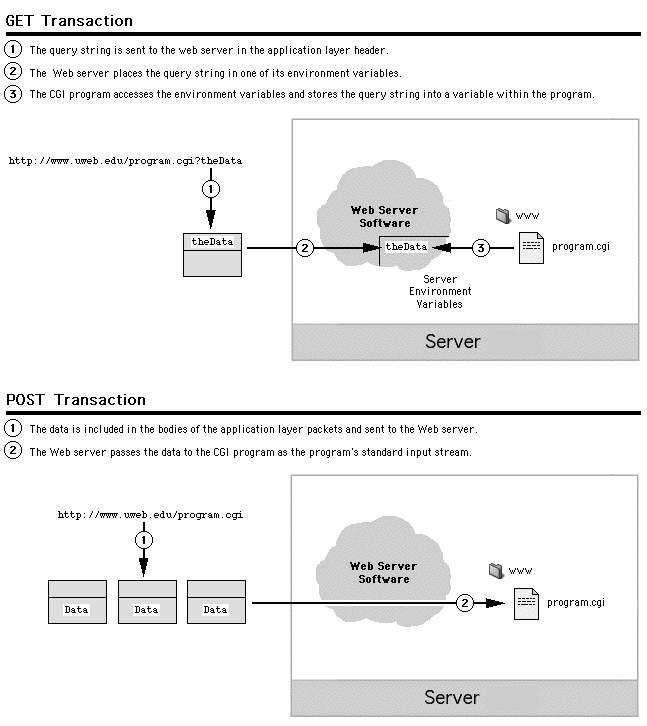 GET Transaction
1 The query string is sent to the web server in the application layer header.
2 The Web server places the query string in one of its environment variables.
3 The CGI program accesses the environment variables and stores the query string into a variable within the program.
http://www.uweb.edu/program.cgi?theData
1
Web Server
Software
www
theData
2
theData
3
program.cgi
Server
Environment
Variables
Server
POST Transaction
1 The data is included in the bodies of the application layer packets and sent to the Web server.
2 The Web server passes the data to the CGI program as the program's standard input stream.
http://www.uweb.edu/program.cgi
1
Web Server
Software
www
Data
Data
Data
2
program.cgi
Server